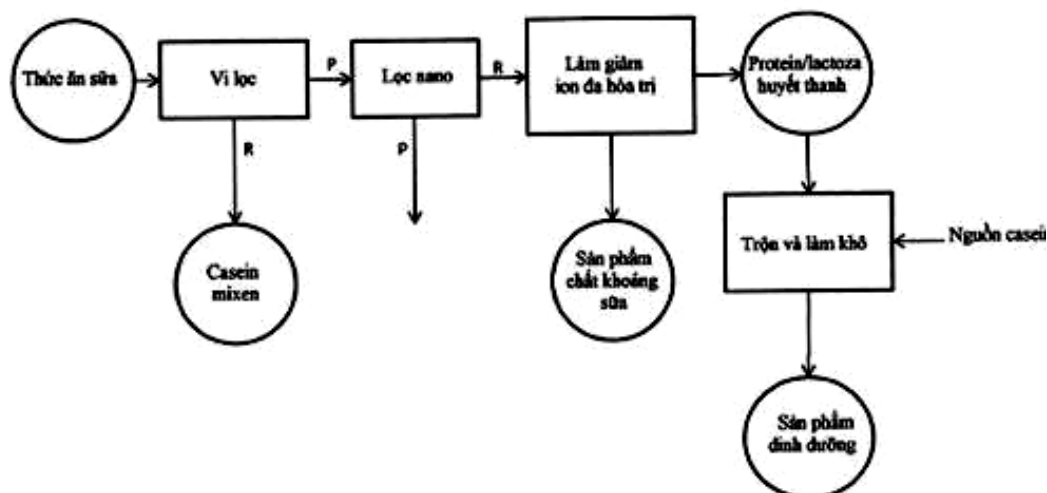 Thức ăn sữa
Vi lọc
P
Lọc nano
R
Làm giảm
ion đa hóa trị
Protein/lactoza
huyết thanh
R
P
Casein
mixen
Sản phẩm
chất khoáng
sữa
Trộn và làm khô
Nguồn casein
Sản phẩm
dinh dưỡng